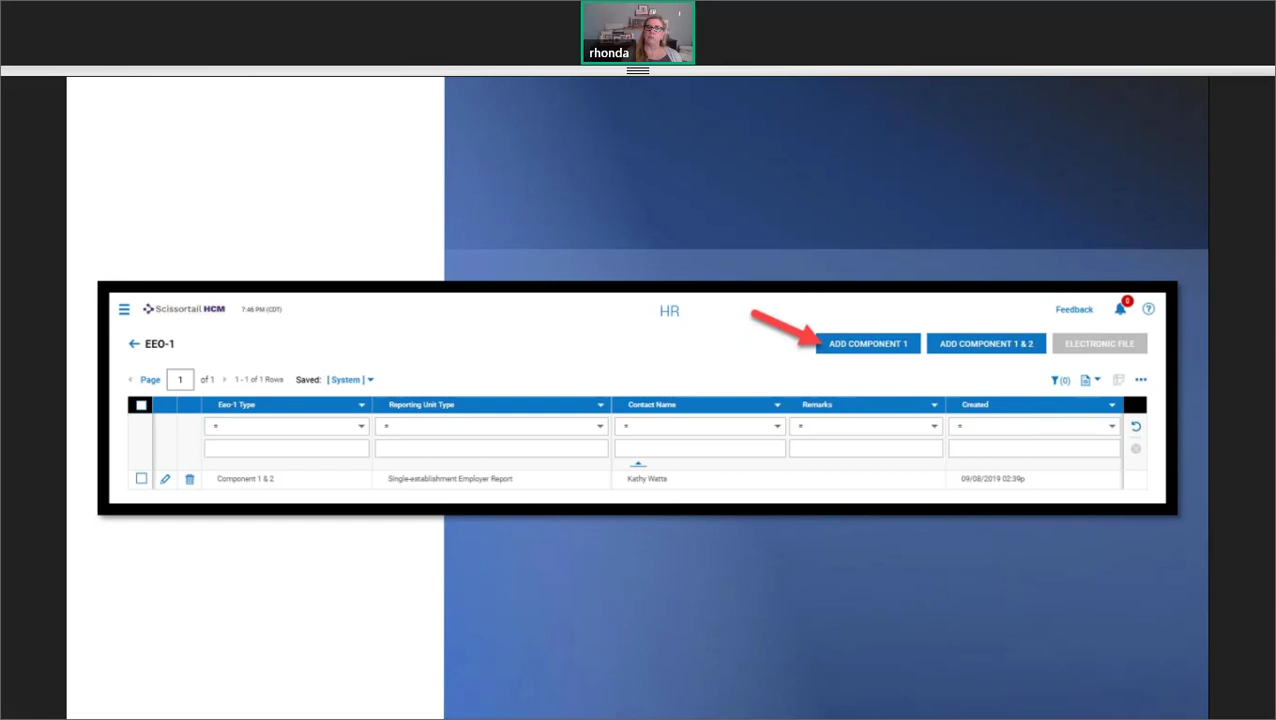 rhonda
Scissortail HCM 7:46 PM (CDT) HR Feedback 0 ?
EEO-1 ADD COMPONENT 1 ADD COMPONENT 1 & 2 ELECTRONIC FILE
Page 1 of 1 1 - 1 of 1 Rows Saved: [ System ] (0)
Eeo-1 Type Reporting Unit Type Contact Name Remarks Created
= = = = =
Component 1 & 2 Single-establishment Employer Report Kathy Watts 09/08/2019 02:39p